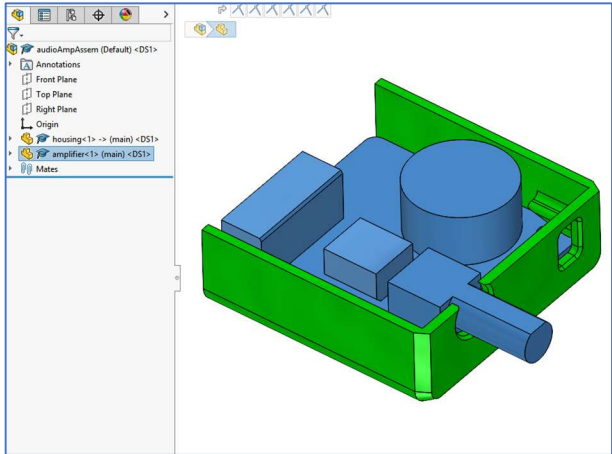 audioAmpAssem (Default) <DS1>
Annotations
Front Plane
Top Plane
Right Plane
Origin
housing<1> -> (main) <DS1>
amplifier<1> (main) <DS1>
Mates